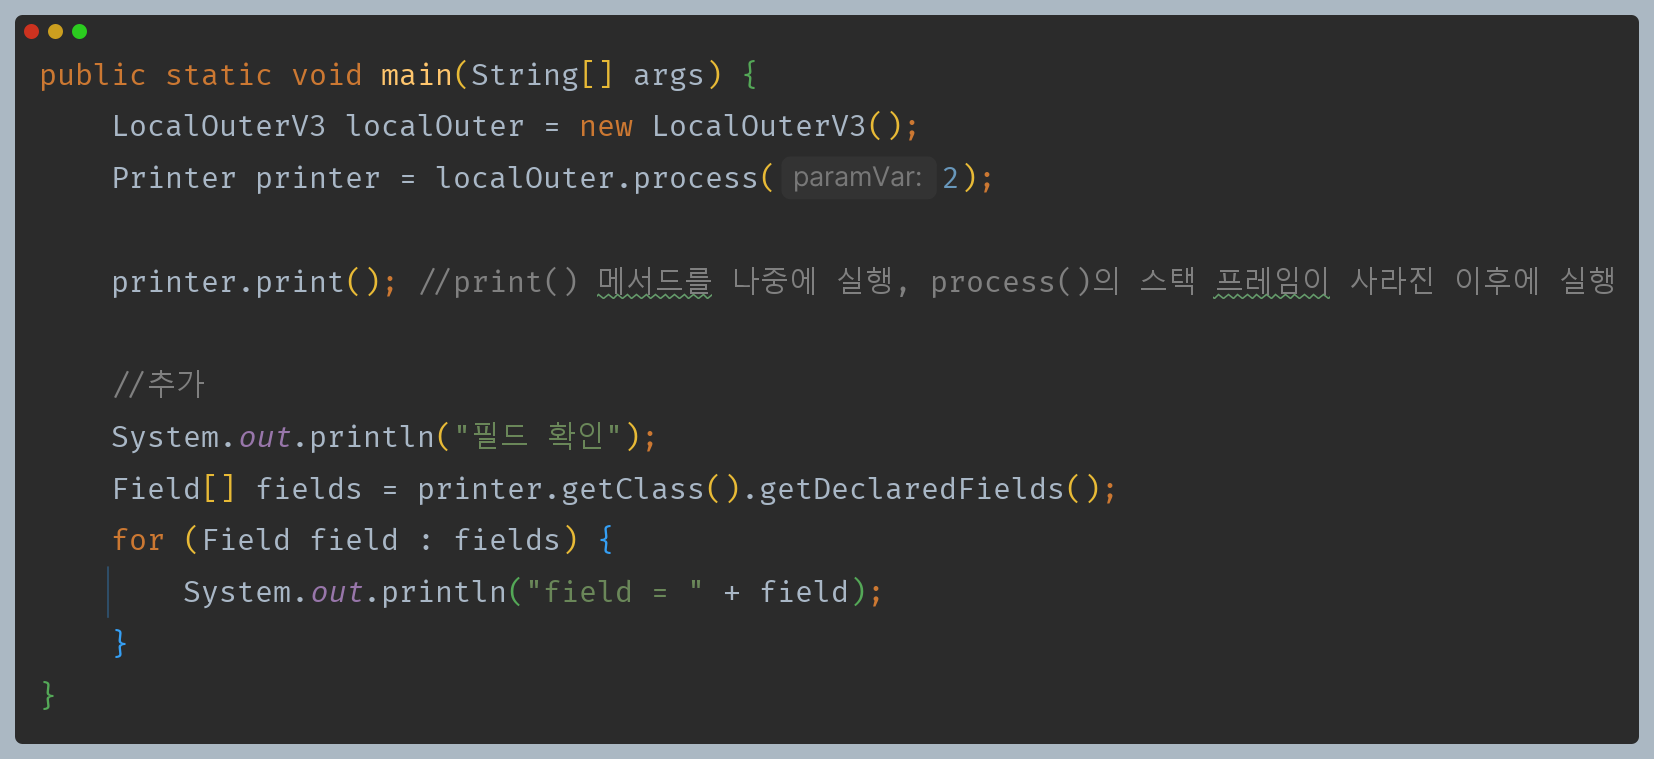 public static void main(String[] args) {
LocalOuterV3 localOuter = new LocalOuterV3();
Printer printer = localOuter.process( paramVar: 2);
printer.print(); //print() 메서드를 나중에 실행, process()의 스택 프레임이 사라진 이후에 실행
//추가
System.out.println("필드 확인");
Field[] fields = printer.getClass().getDeclaredFields();
for (Field field : fields) {
System.out.println("field = " + field);
}
}